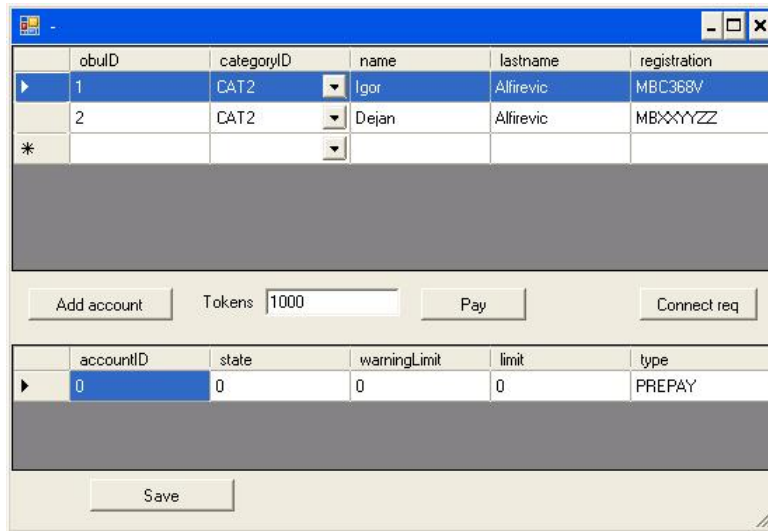 -
obuID categoryID name lastname registration
1 CAT2 Igor Alfirevic MBC368V
2 CAT2 Dejan Alfirevic MBXXYYZZ
Add account Tokens 1000 Pay Connect req
accountID state warningLimit limit type
0 0 0 0 PREPAY
Save